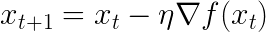 $x_{t+1} = x_t - \eta \nabla f(x_t)$